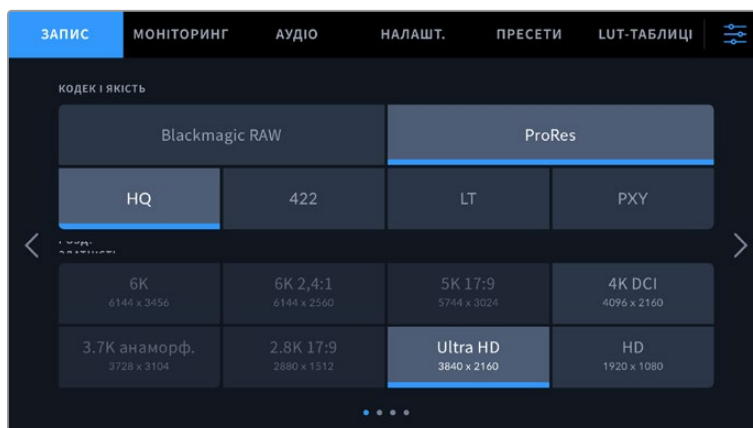 ЗАПИС МОНІТОРИНГ АУДІО НАЛАШТ. ПРЕСЕТИ LUT-ТАБЛИЦІ
КОДЕК І ЯКІСТЬ
Blackmagic RAW ProRes
HQ 422 LT PXY
6K 6K 2,4:1 5K 17:9 4K DCI
6144 x 3456 6144 x 2560 5744 x 3024 4096 x 2160
3.7K анаморф. 2.8K 17:9 Ultra HD HD
3728 x 3104 2880 x 1512 3840 x 2160 1920 x 1080